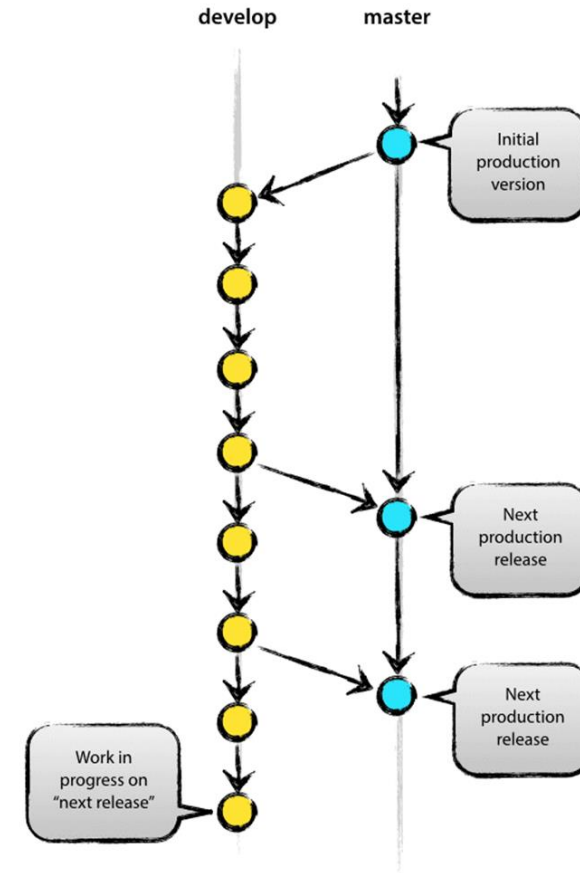 develop
master
Initial
production
version
Next
production
release
Next
production
release
Work in
progress on
“next release”